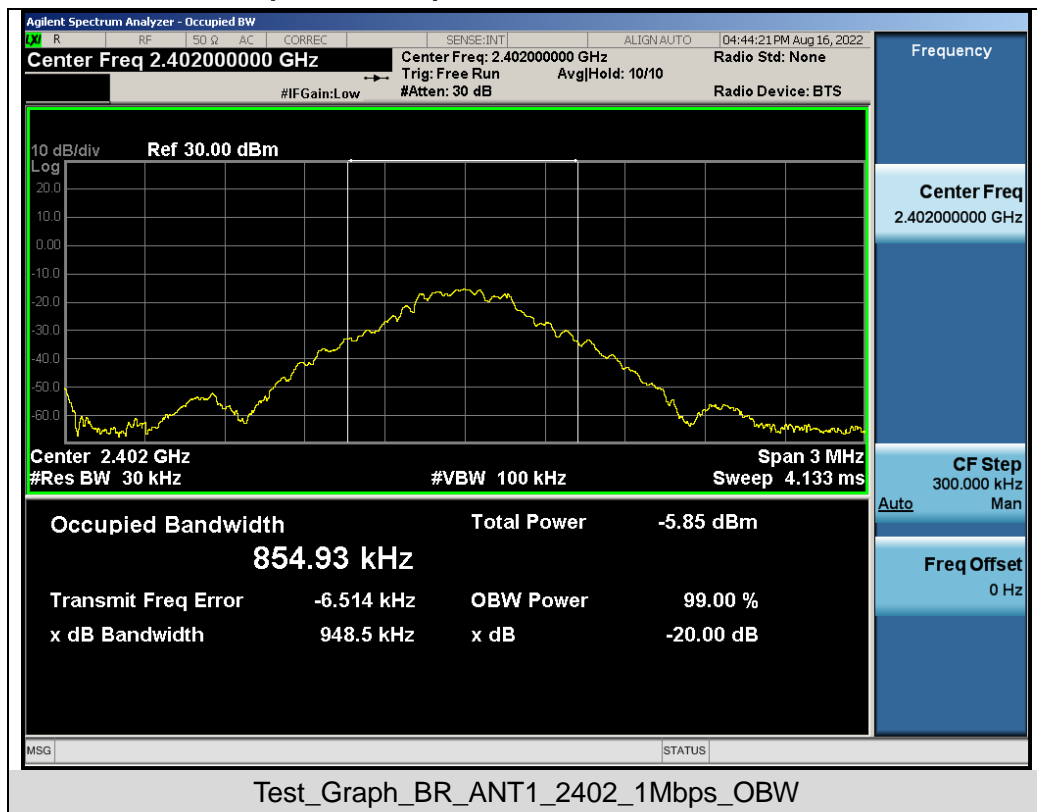 Agilent Spectrum Analyzer - Occupied BW
LXI R RF 50 Ω AC CORREC SENSE:INT ALIGN AUTO 04:44:21 PM Aug 16, 2022
Center Freq 2.402000000 GHz
Center Freq: 2.402000000 GHz
Radio Std: None
Trig: Free Run Avg|Hold: 10/10
#IFGain:Low
#Atten: 30 dB
Radio Device: BTS
10 dB/div Ref 30.00 dBm
Log
20.0
10.0
0.00
-10.0
-20.0
-30.0
-40.0
-50.0
-60.0
Center 2.402 GHz Span 3 MHz
#Res BW 30 kHz #VBW 100 kHz Sweep 4.133 ms
Occupied Bandwidth Total Power -5.85 dBm
854.93 kHz
Transmit Freq Error -6.514 kHz OBW Power 99.00 %
x dB Bandwidth 948.5 kHz x dB -20.00 dB
Frequency
Center Freq
2.402000000 GHz
CF Step
300.000 kHz
Auto Man
Freq Offset
0 Hz
MSG STATUS
Test_Graph_BR_ANT1_2402_1Mbps_OBW